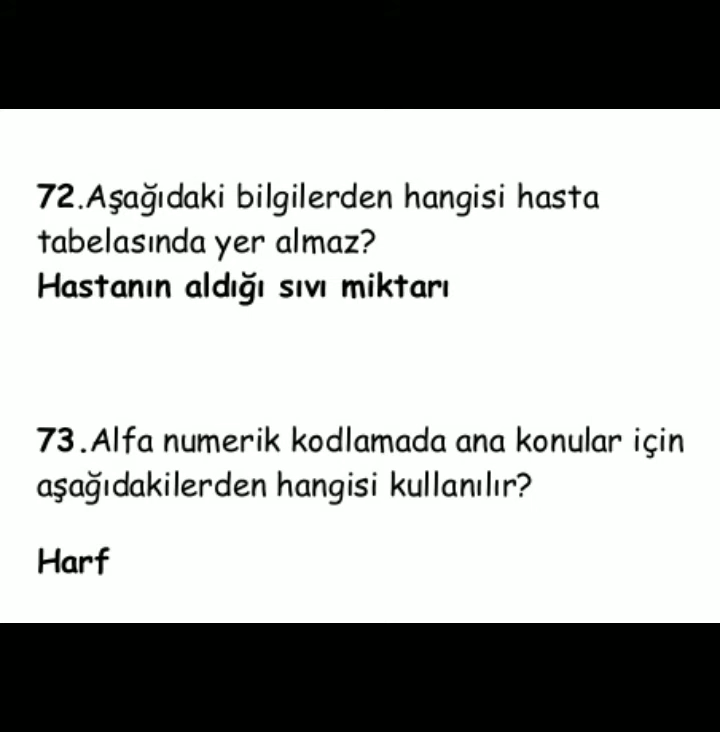 72.Aşağıdaki bilgilerden hangisi hasta
tabelasında yer almaz?
Hastanın aldığı sıvı miktarı
73.Alfa numerik kodlamada ana konular için
aşağıdakilerden hangisi kullanılır?
Harf